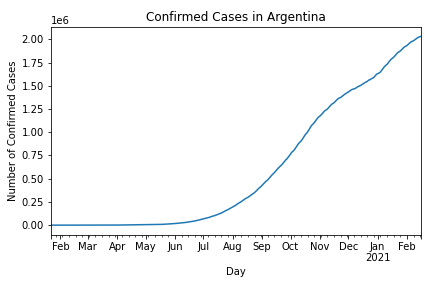 Confirmed Cases in Argentina
1e6
2.00
1.75
1.50
1.25
1.00
0.75
0.50
0.25
0.00
Number of Confirmed Cases
Feb Mar Apr May Jun Jul Aug Sep Oct Nov Dec Jan Feb
2021
Day